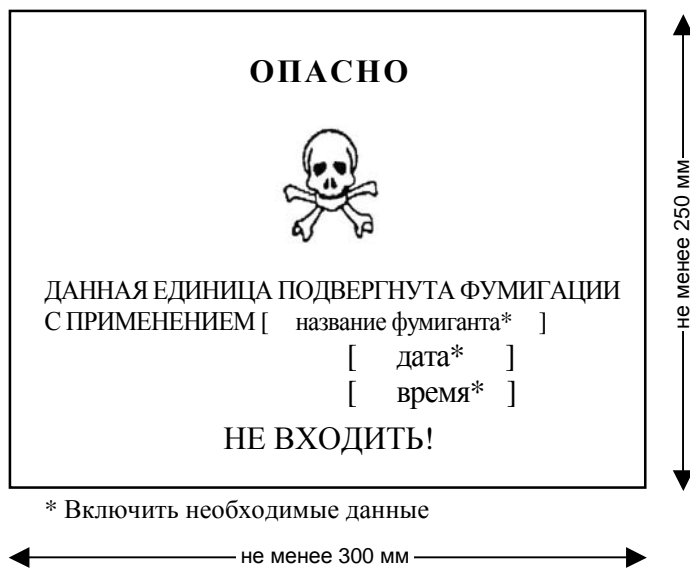 ОПАСНО
ДАННАЯ ЕДИНИЦА ПОДВЕРГНУТА ФУМИГАЦИИ
С ПРИМЕНЕНИЕМ [ название фумиганта* ]
[ дата* ]
[ время* ]
НЕ ВХОДИТЬ!
* Включить необходимые данные
не менее 300 мм
не менее 250 мм